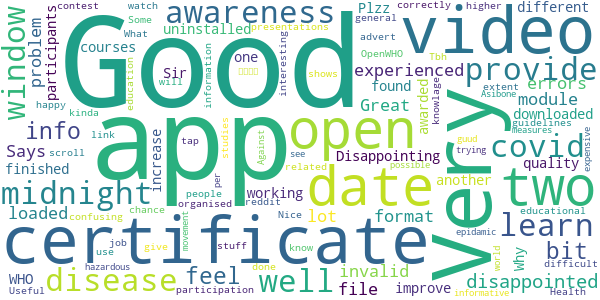 contest watch different
Some
general
window problem participants
awareness
Good
video
Plzz correctly higher
uninstalled presentations
What advert OpenWHO Tbh
courses Sir one shows
education information interesting will
experienced provide
happy kinda
info link
app
open
found extent Asibone
Great downloaded errors
module knowlage
Says scroll increase tap
studies Against awarded
Disappointing guud guidelines
trying measures
covid
very
finished
midnight
people per see related possible
working
date
another quality expensive
two
loaded confusing chance organised reddit
lot format
educational
learn
certificate
movement Nice know
use job give stuff
Why epidamic
bit
WHO hazardous done
disease feel well
invalid file improve
world difficult
disappointed
Useful participation informative Health